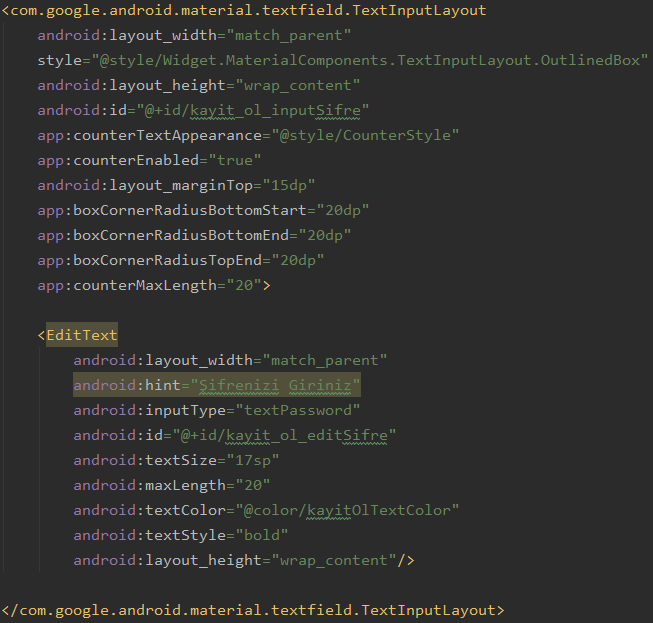 <com.google.android.material.textfield.TextInputLayout
android:layout_width="match_parent"
style="@style/Widget.MaterialComponents.TextInputLayout.OutlinedBox"
android:layout_height="wrap_content"
android:id="@+id/kayit_ol_inputSifre"
app:counterTextAppearance="@style/CounterStyle"
app:counterEnabled="true"
android:layout_marginTop="15dp"
app:boxCornerRadiusBottomStart="20dp"
app:boxCornerRadiusBottomEnd="20dp"
app:boxCornerRadiusTopEnd="20dp"
app:counterMaxLength="20">
<EditText
android:layout_width="match_parent"
android:hint="Şifrenizi Giriniz"
android:inputType="textPassword"
android:id="@+id/kayit_ol_editSifre"
android:textSize="17sp"
android:maxLength="20"
android:textColor="@color/kayitOlTextColor"
android:textStyle="bold"
android:layout_height="wrap_content"/>
</com.google.android.material.textfield.TextInputLayout>